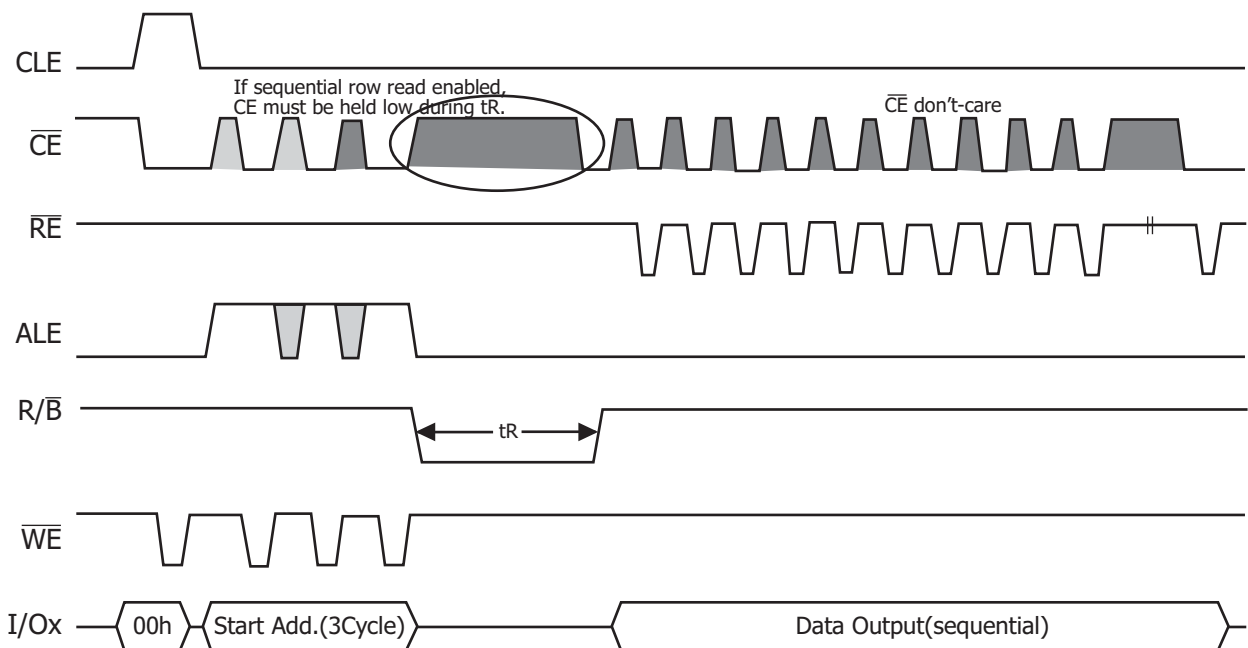 CLE
If sequential row read enabled,
CE must be held low during tR.
C̅E̅ don't-care
C̅E̅
R̅E̅
ALE
R/B̅
tR
W̅E̅
I/Ox
00h
Start Add.(3Cycle)
Data Output(sequential)